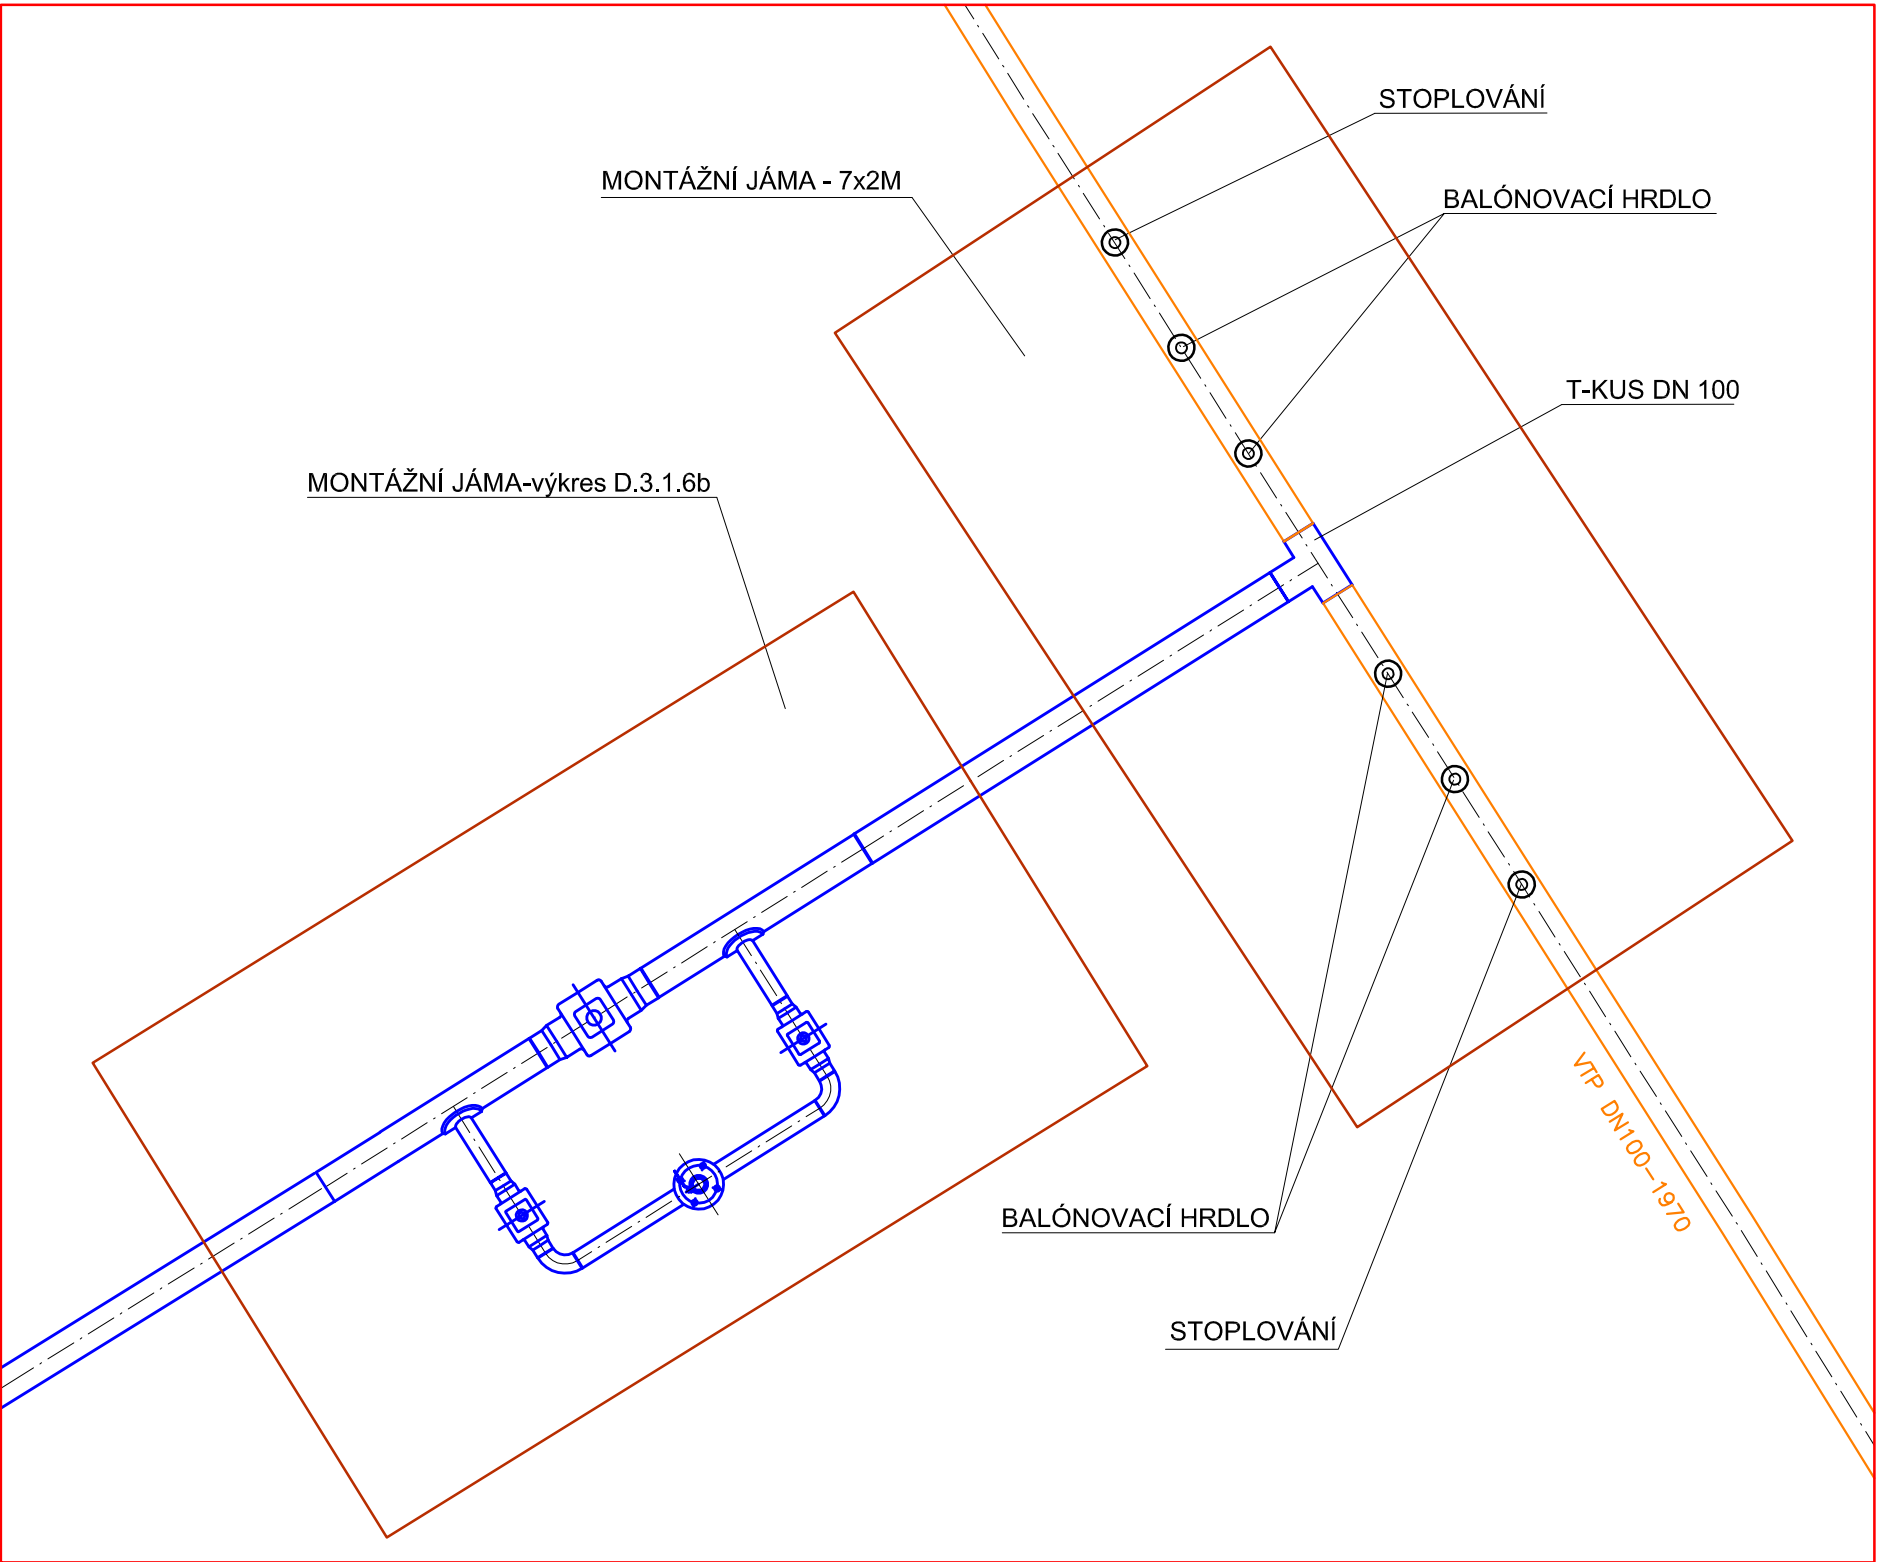 STOPLOVÁNÍ
MONTÁŽNÍ JÁMA - 7x2M
BALÓNOVACÍ HRDLO
T-KUS DN 100
MONTÁŽNÍ JÁMA-výkres D.3.1.6b
VTP DN100-1970
BALÓNOVACÍ HRDLO
STOPLOVÁNÍ